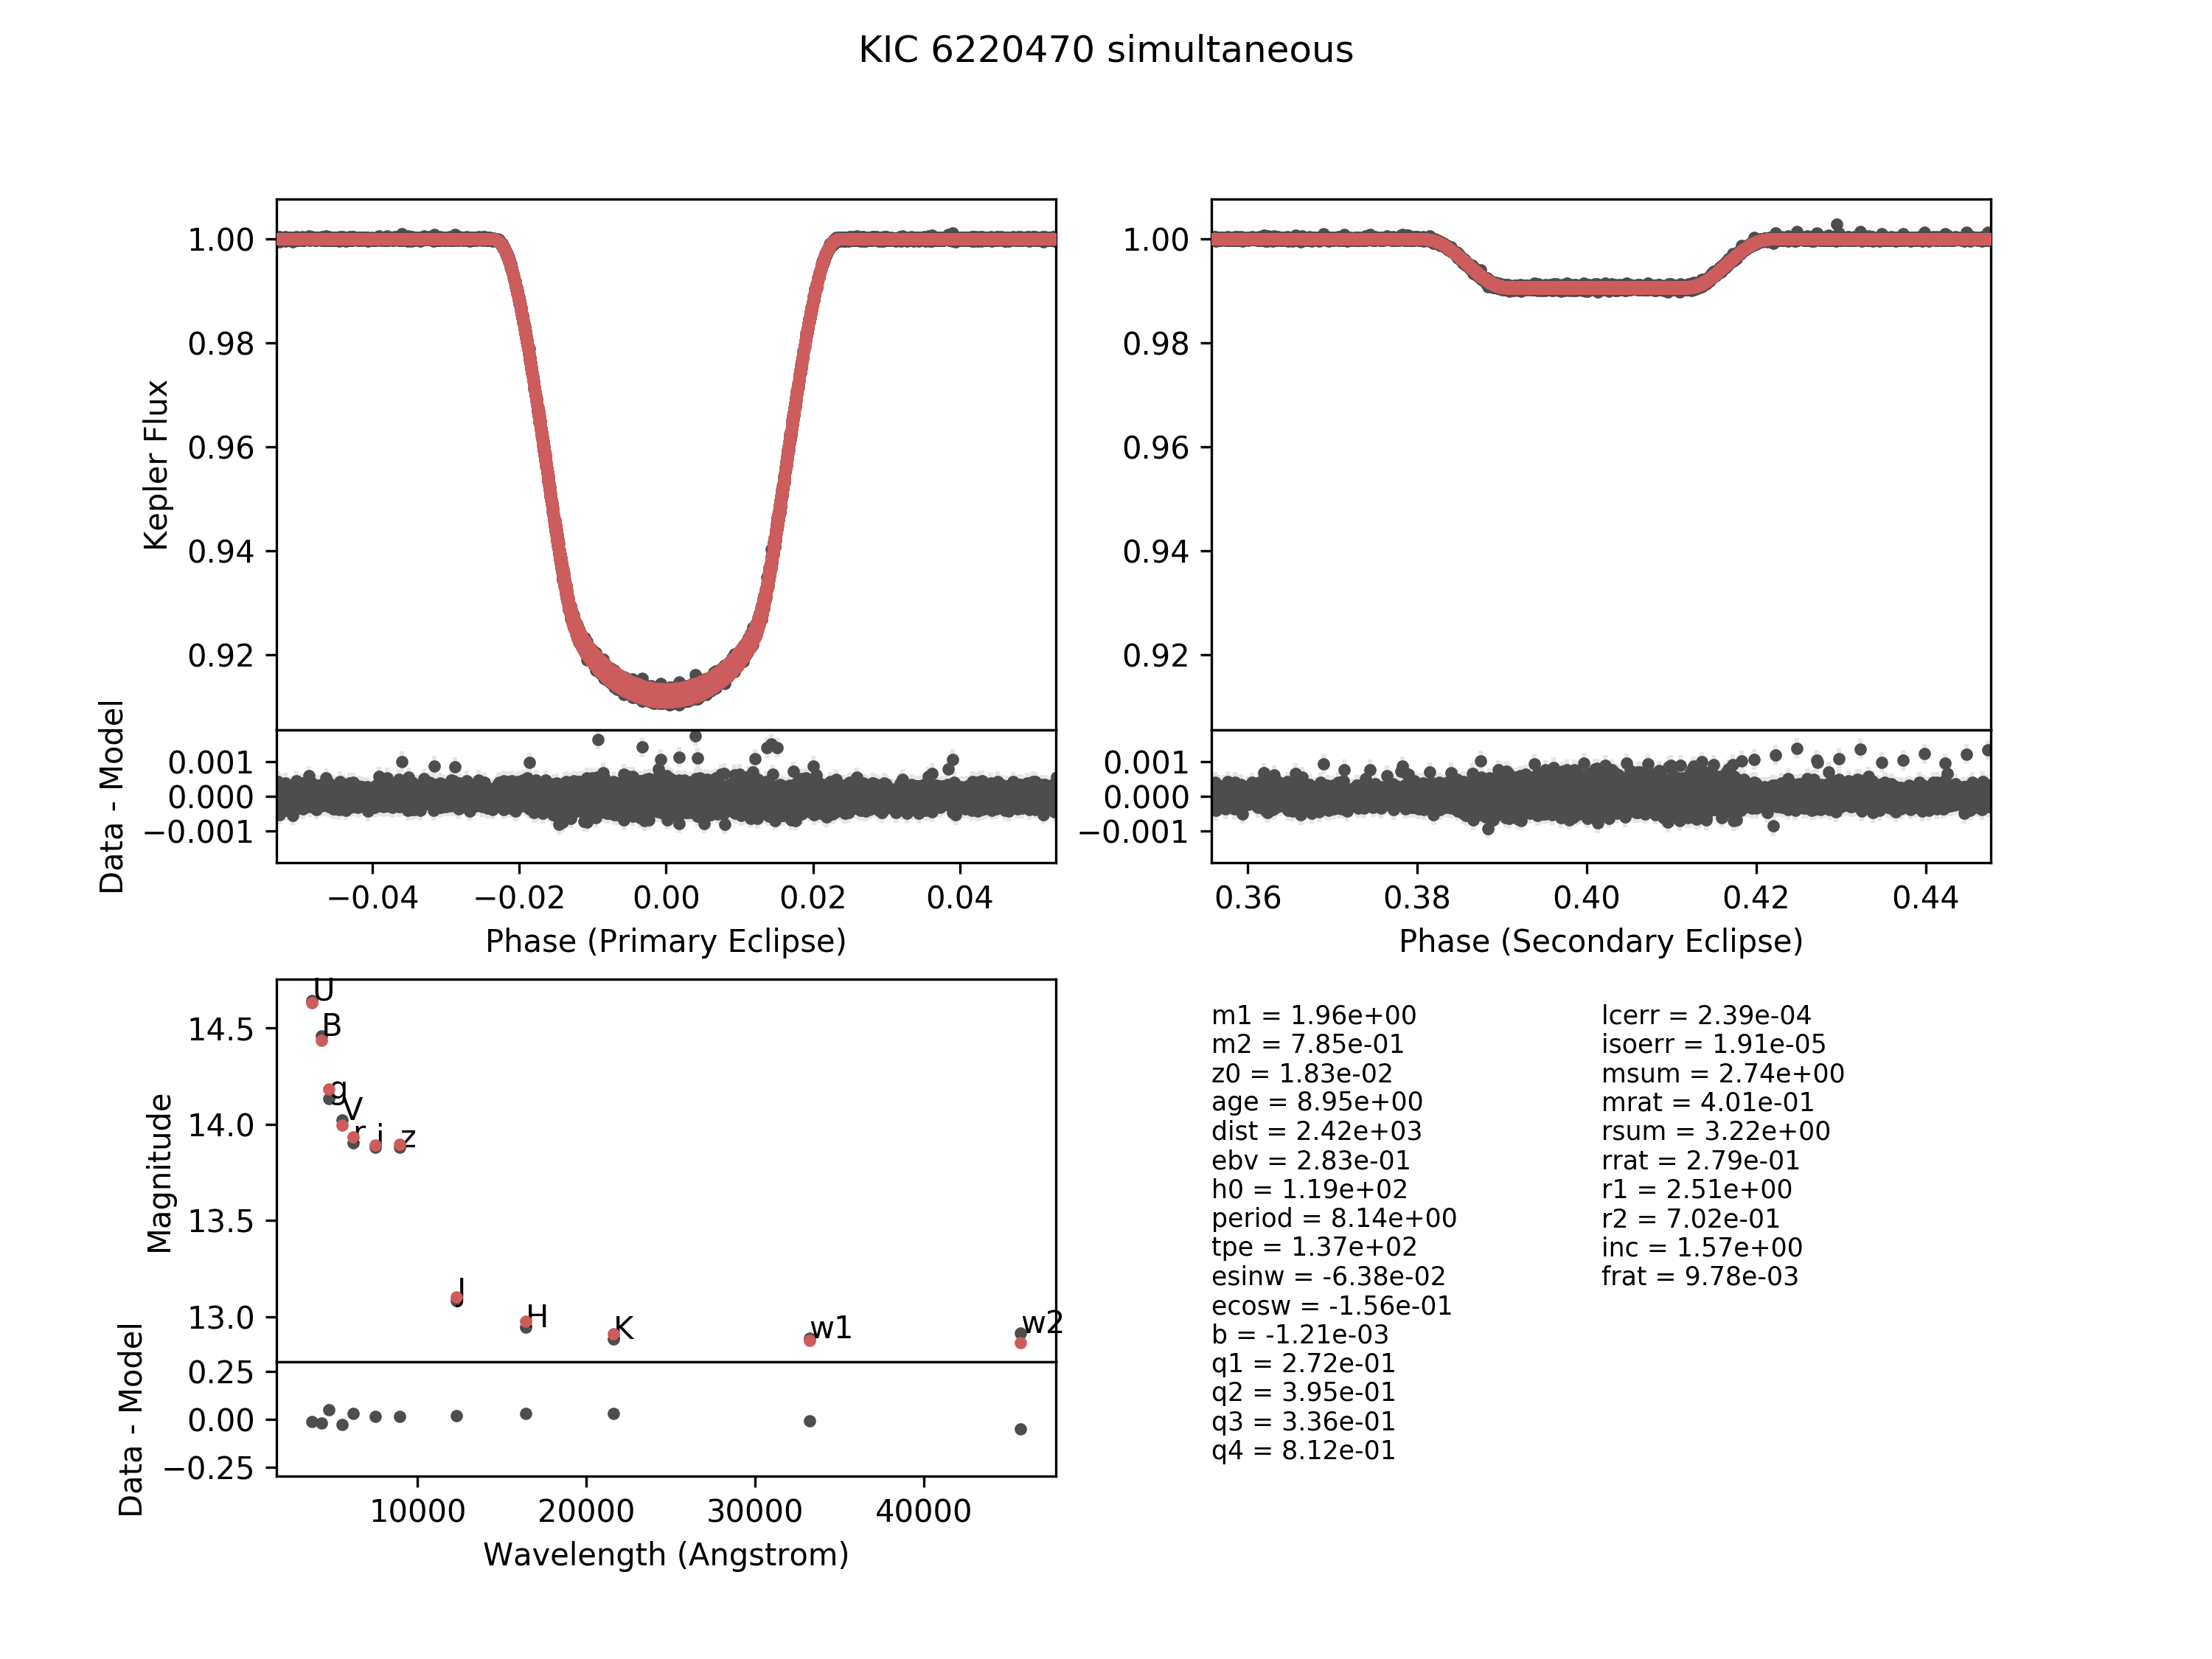 KIC 6220470 simultaneous
1.00
0.98
0.96
0.94
0.92
Kepler Flux
0.001
0.000
−0.001
Data - Model
−0.04 −0.02 0.00 0.02 0.04
Phase (Primary Eclipse)
1.00
0.98
0.96
0.94
0.92
0.001
0.000
−0.001
0.36 0.38 0.40 0.42 0.44
Phase (Secondary Eclipse)
14.5
14.0
13.5
13.0
Magnitude
U
B
g
V
r i z
J
H
K
w1
w2
0.25
0.00
−0.25
Data - Model
10000 20000 30000 40000
Wavelength (Angstrom)
m1 = 1.96e+00
m2 = 7.85e-01
z0 = 1.83e-02
age = 8.95e+00
dist = 2.42e+03
ebv = 2.83e-01
h0 = 1.19e+02
period = 8.14e+00
tpe = 1.37e+02
esinw = -6.38e-02
ecosw = -1.56e-01
b = -1.21e-03
q1 = 2.72e-01
q2 = 3.95e-01
q3 = 3.36e-01
q4 = 8.12e-01
lcerr = 2.39e-04
isoerr = 1.91e-05
msum = 2.74e+00
mrat = 4.01e-01
rsum = 3.22e+00
rrat = 2.79e-01
r1 = 2.51e+00
r2 = 7.02e-01
inc = 1.57e+00
frat = 9.78e-03